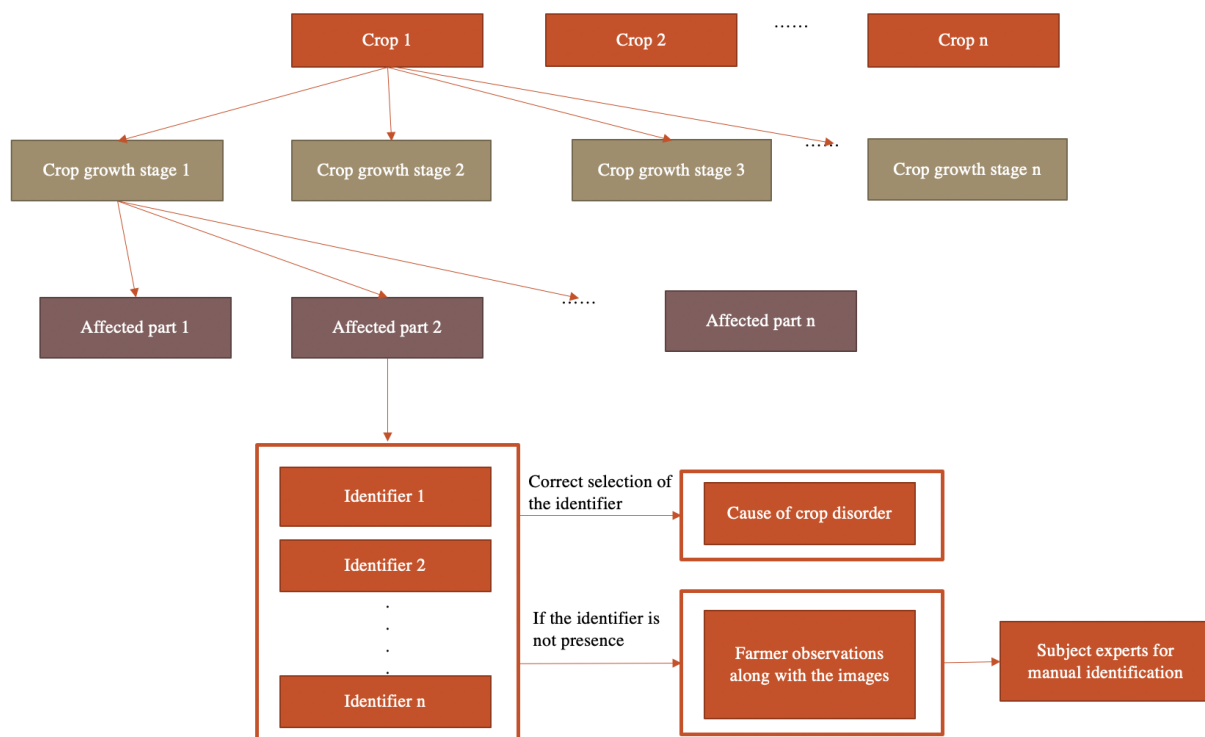 Crop 1
Crop 2
......
Crop n
Crop growth stage 1
Crop growth stage 2
Crop growth stage 3
......
Crop growth stage n
Affected part 1
Affected part 2
......
Affected part n
Identifier 1
Identifier 2
.
.
.
.
.
Identifier n
Correct selection of
the identifier
Cause of crop disorder
If the identifier is
not presence
Farmer observations
along with the images
Subject experts for
manual identification